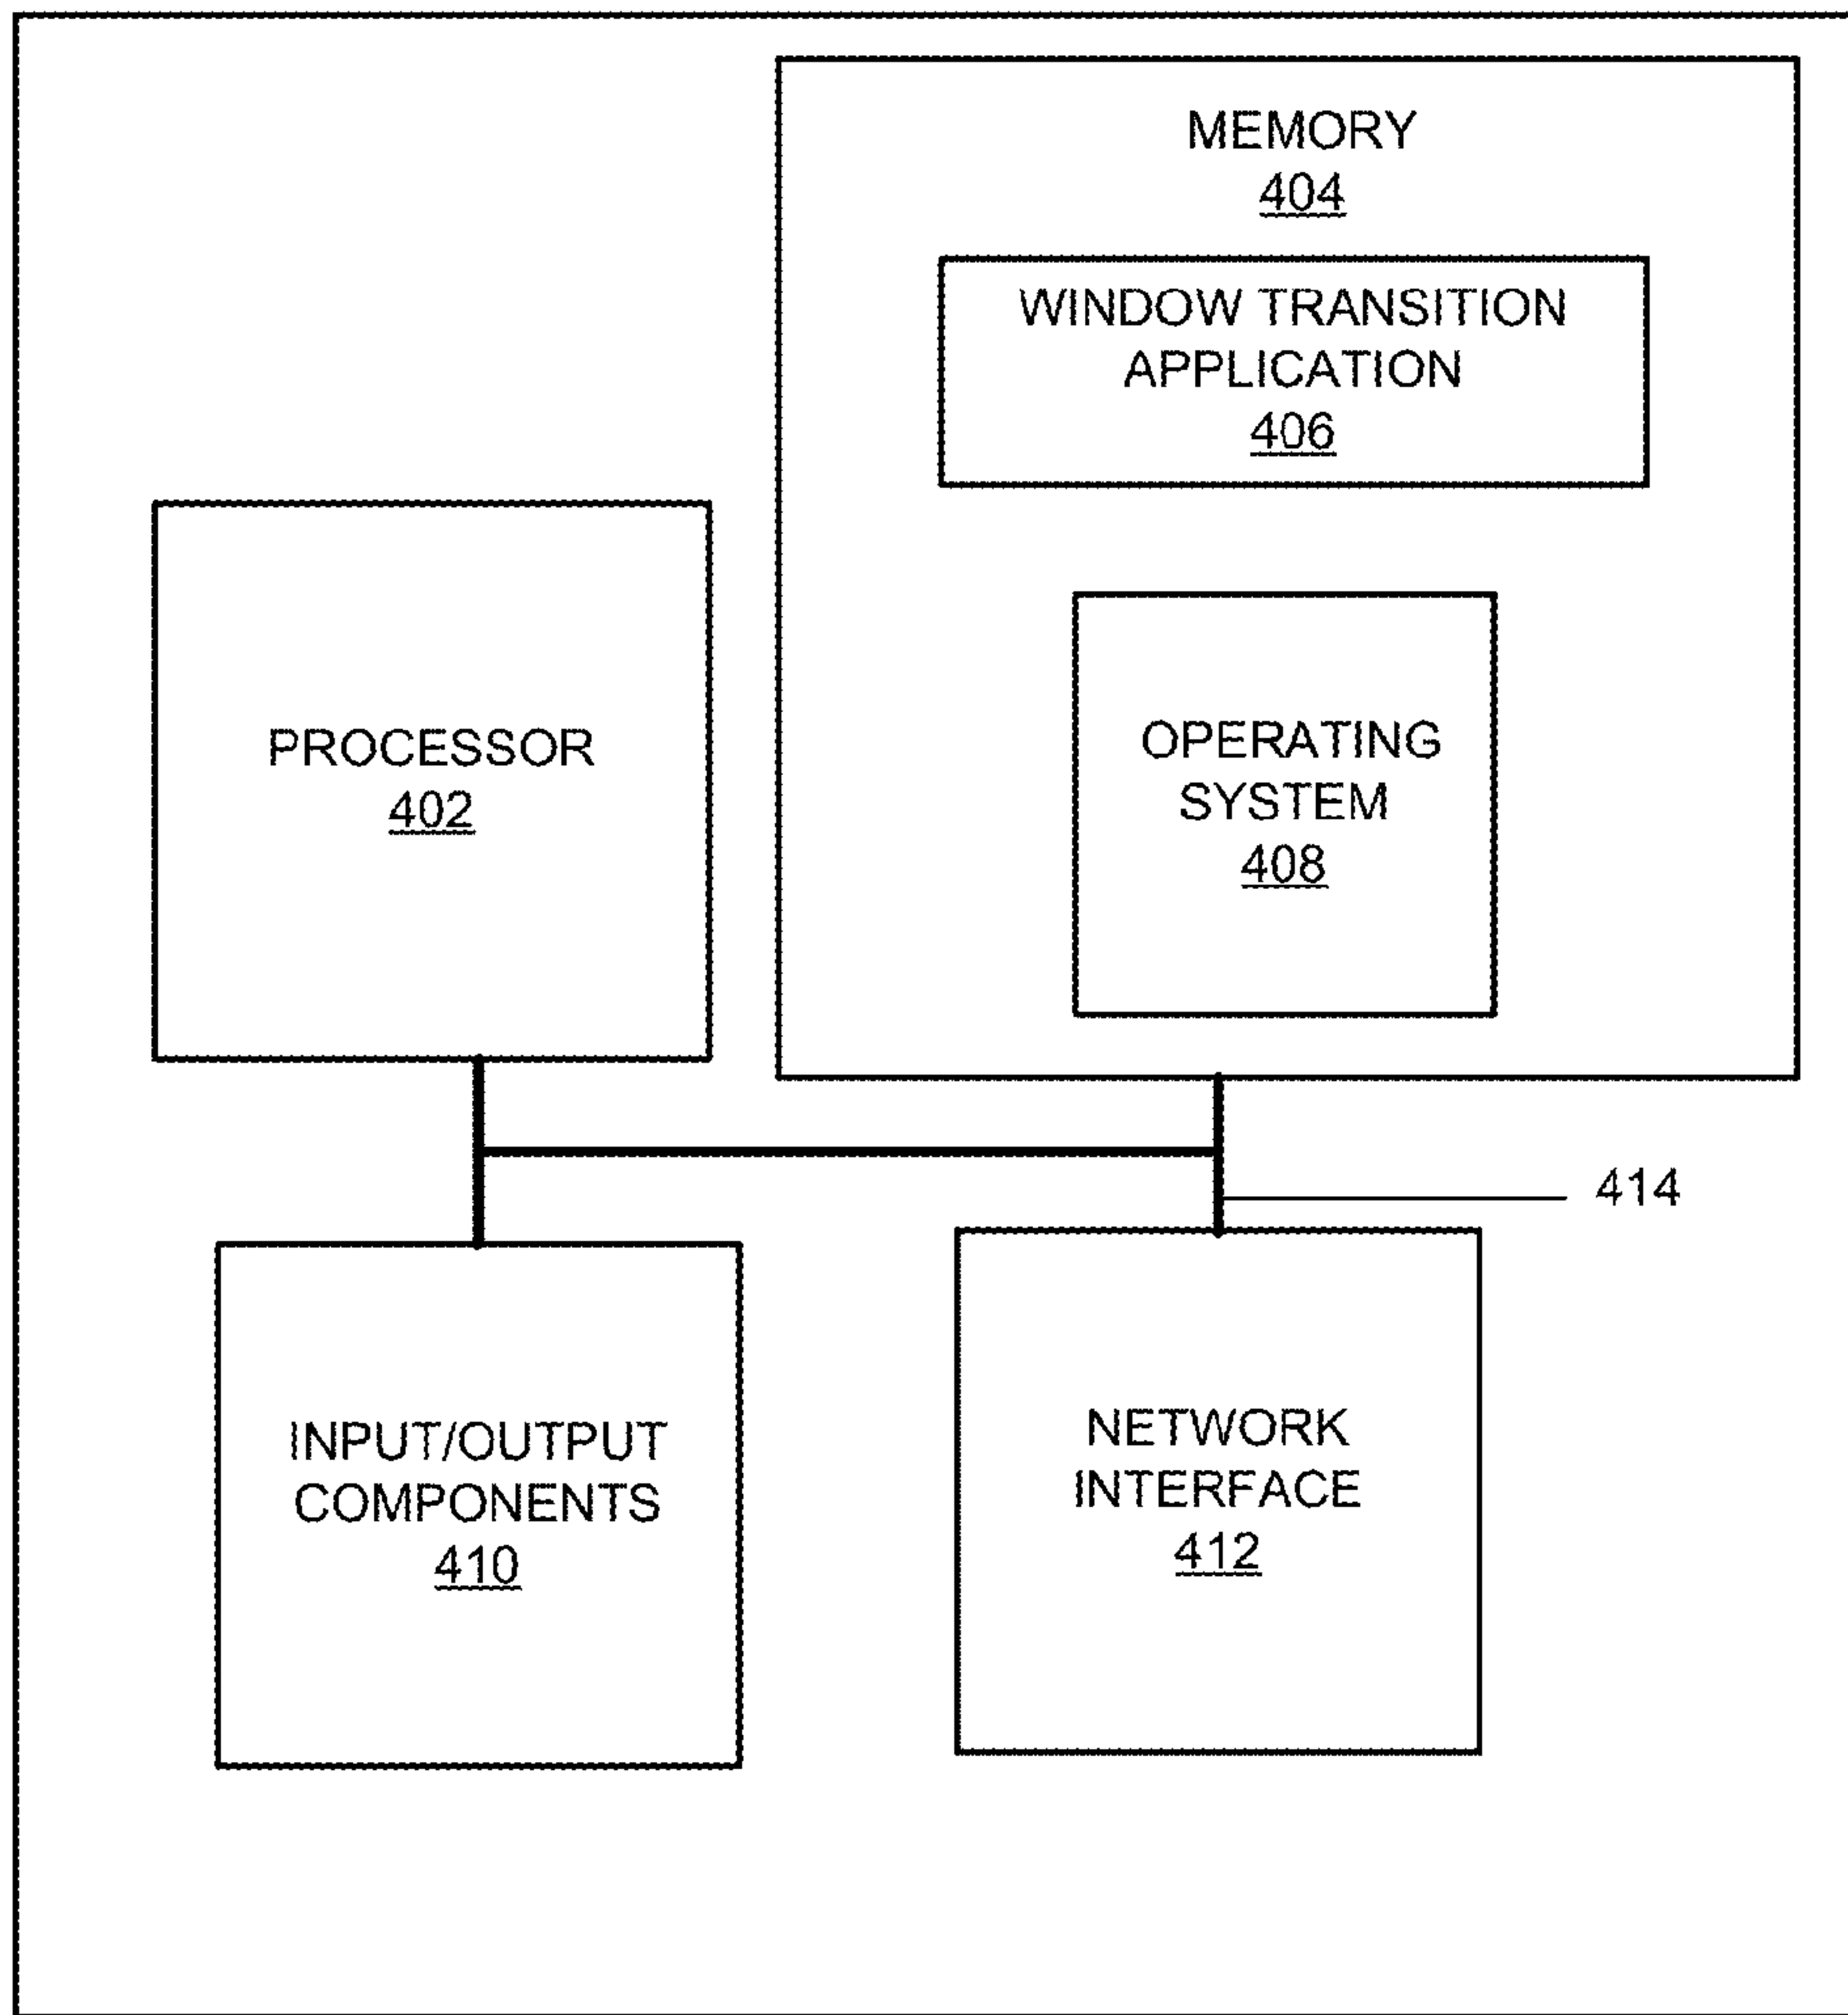 MEMORY
404
WINDOW TRANSITION
APPLICATION
406
PROCESSOR
402
OPERATING
SYSTEM
408
414
INPUT/OUTPUT
COMPONENTS
410
NETWORK
INTERFACE
412